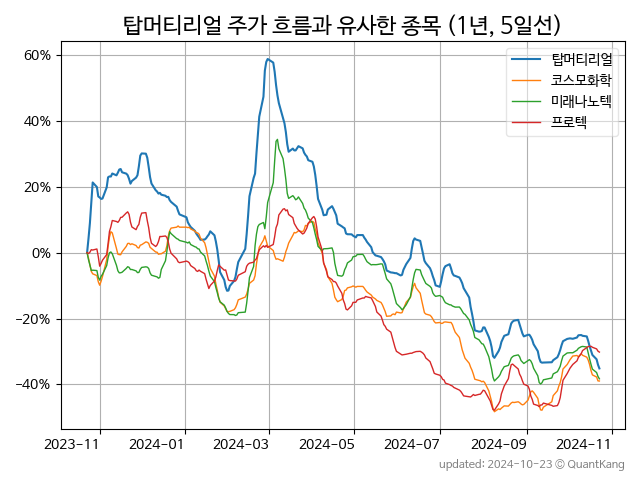 탑머티리얼 주가 흐름과 유사한 종목 (1년, 5일선)
탑머티리얼
코스모화학
미래나노텍
프로텍
60%
40%
20%
0%
−20%
−40%
2023−11
2024−01
2024−03
2024−05
2024−07
2024−09
2024−11
updated: 2024-10-23 © QuantKang